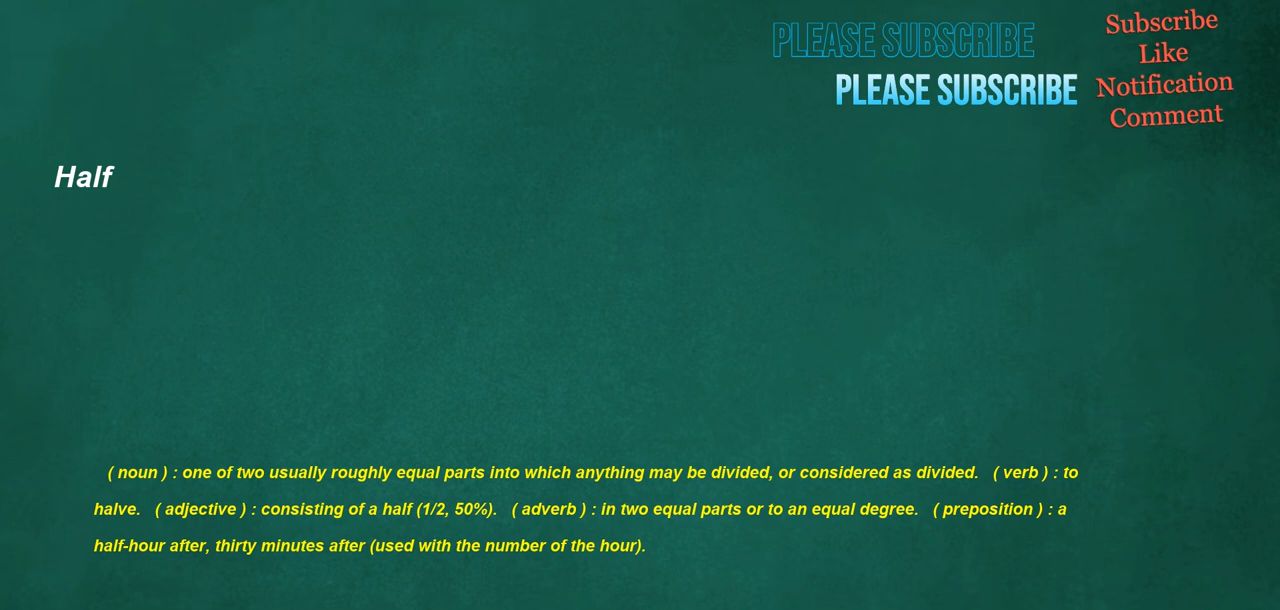 PLEASE SUBSCRIBE
PLEASE SUBSCRIBE
Subscribe
Like
Notification
Comment
Half
( noun ) : one of two usually roughly equal parts into which anything may be divided, or considered as divided. ( verb ) : to
halve. ( adjective ) : consisting of a half (1/2, 50%). ( adverb ) : in two equal parts or to an equal degree. ( preposition ) : a
half-hour after, thirty minutes after (used with the number of the hour).